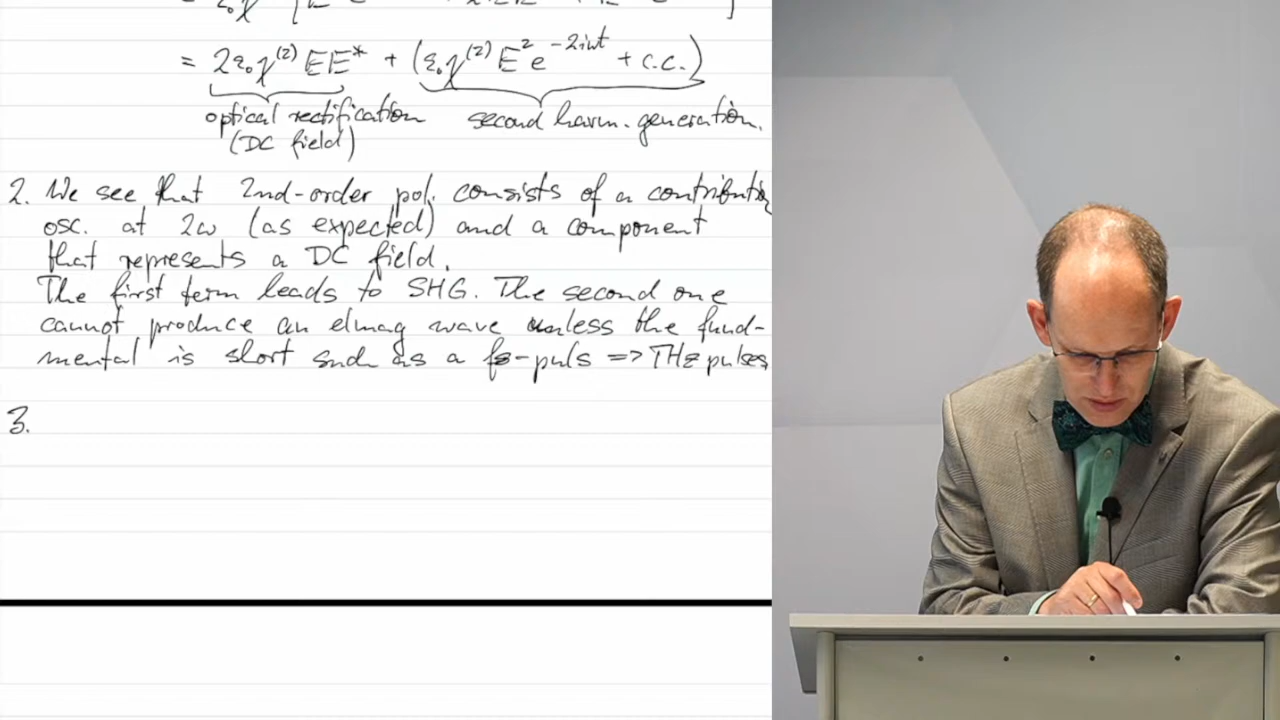 = 2ε₀χ⁽²⁾EE* + (ε₀χ⁽²⁾E²e^{-2iωt} + c.c.)
optical rectification second harm. generation.
(DC field)
2. We see that 2nd-order pol. consists of a contributio
osc. at 2ω (as expected) and a component
that represents a DC field.
The first term leads to SHG. The second one
cannot produce an elmag wave unless the fund-
mental is short such as a fs-puls => THz pulses
3.